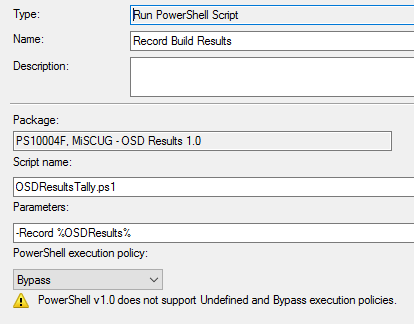 Type:
Run PowerShell Script
Name:
Record Build Results
Description:
Package:
PS10004F, MiSCUG - OSD Results 1.0
Script name:
OSDResultsTally.ps1
Parameters:
-Record %OSDResults%
PowerShell execution policy:
Bypass
PowerShell v1.0 does not support Undefined and Bypass execution policies.